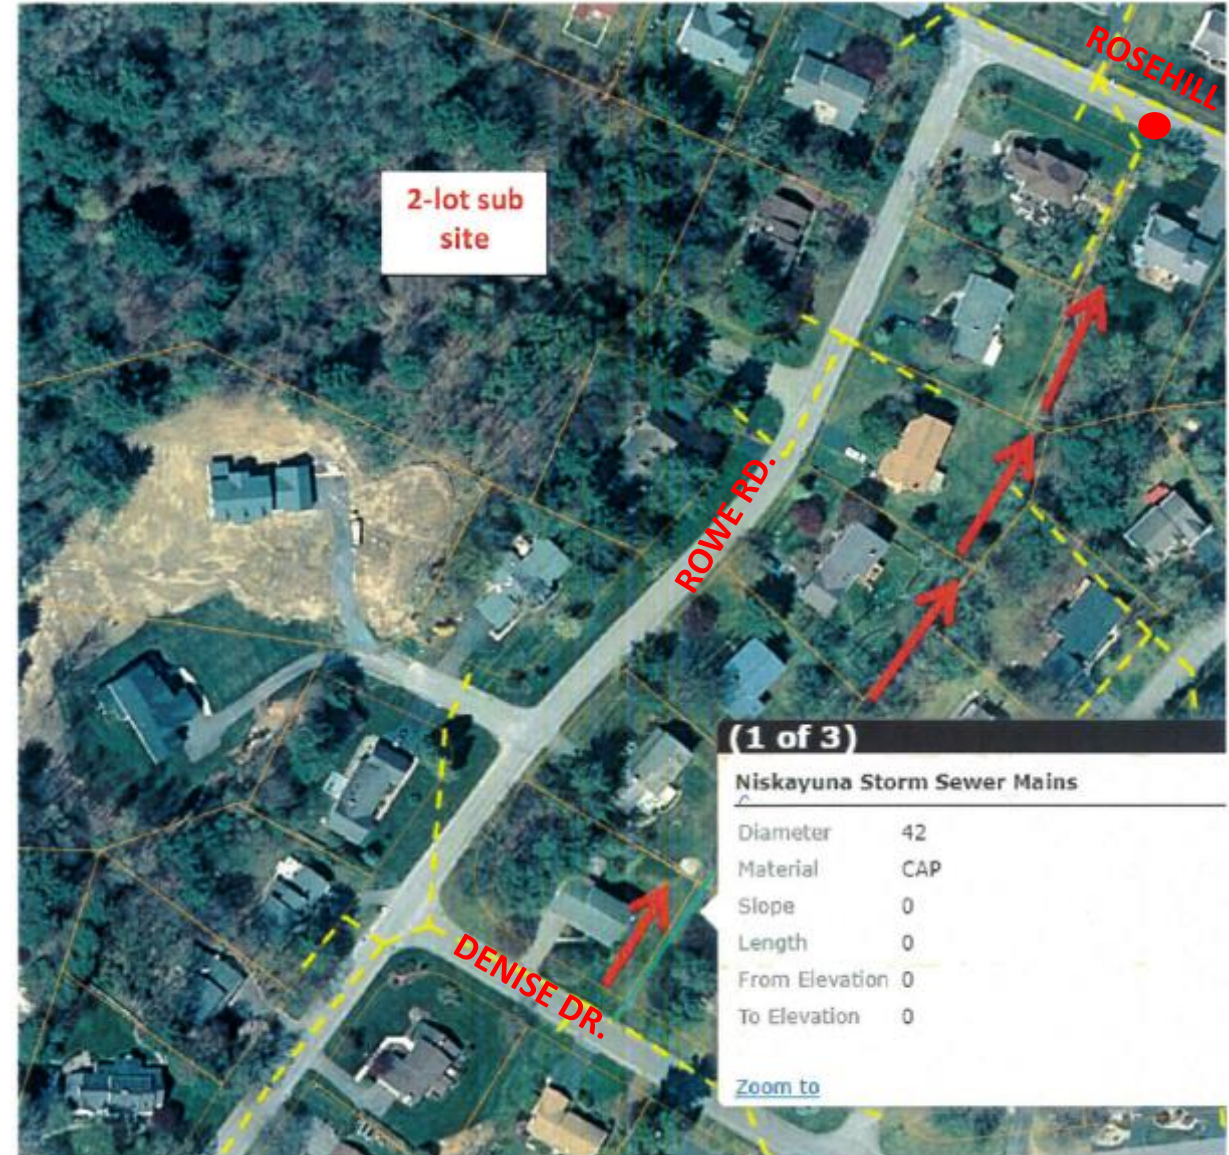 ROSEHILL
2-lot sub
site
ROWE RD.
(1 of 3)
Niskayuna Storm Sewer Mains
Diameter 42
Material CAP
Slope 0
Length 0
From Elevation 0
To Elevation 0
Zoom to
DENISE DR.